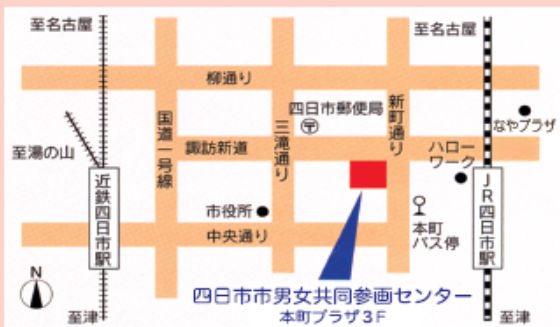 至名古屋
至名古屋
柳通り
四日市郵便局
〒
新町通り
なやプラザ
国道一号線
三滝通り
諏訪新道
ハロー
ワーク
至湯の山
近鉄四日市駅
JR四日市駅
市役所
本町
バス停
中央通り
N
四日市市男女共同参画センター
本町プラザ3F
至津
至津